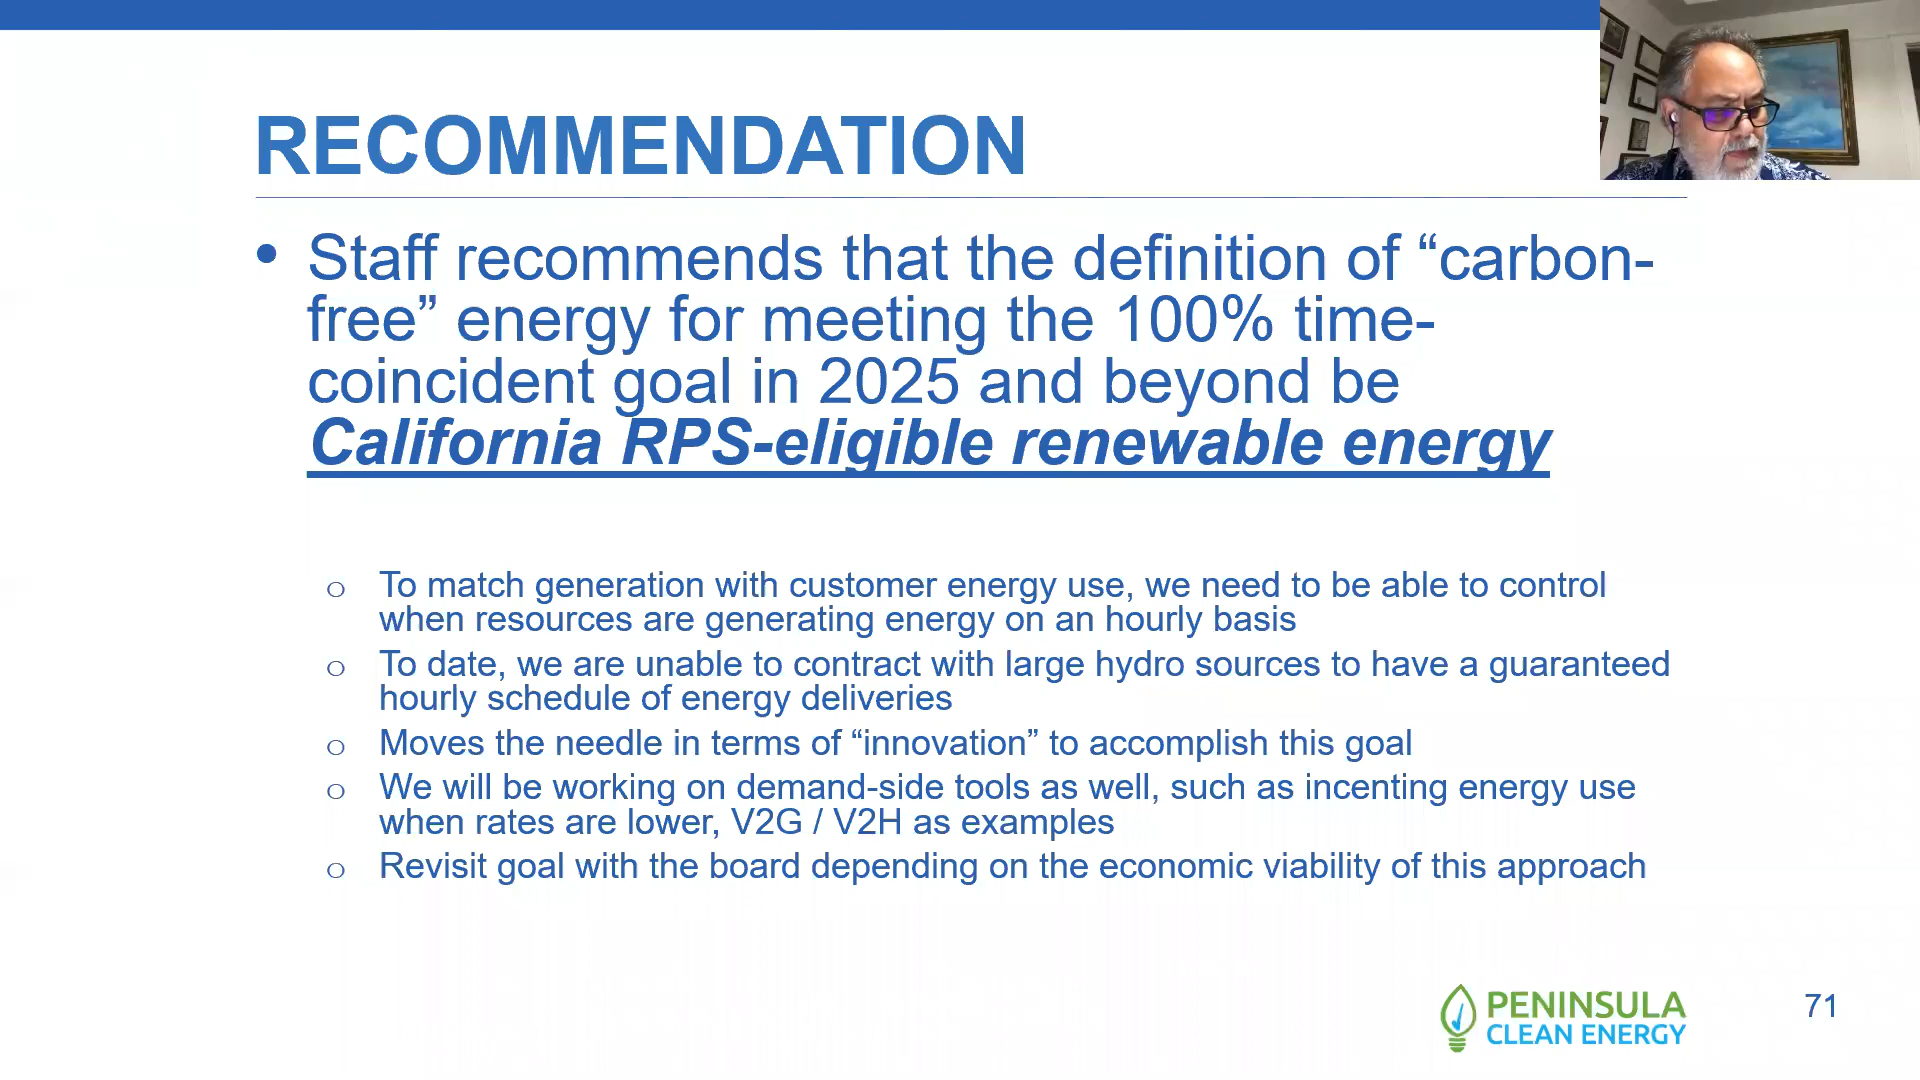 RECOMMENDATION
• Staff recommends that the definition of “carbon-
free” energy for meeting the 100% time-
coincident goal in 2025 and beyond be
California RPS-eligible renewable energy
o To match generation with customer energy use, we need to be able to control
when resources are generating energy on an hourly basis
o To date, we are unable to contract with large hydro sources to have a guaranteed
hourly schedule of energy deliveries
o Moves the needle in terms of “innovation” to accomplish this goal
o We will be working on demand-side tools as well, such as incenting energy use
when rates are lower, V2G / V2H as examples
o Revisit goal with the board depending on the economic viability of this approach
PENINSULA
CLEAN ENERGY
71